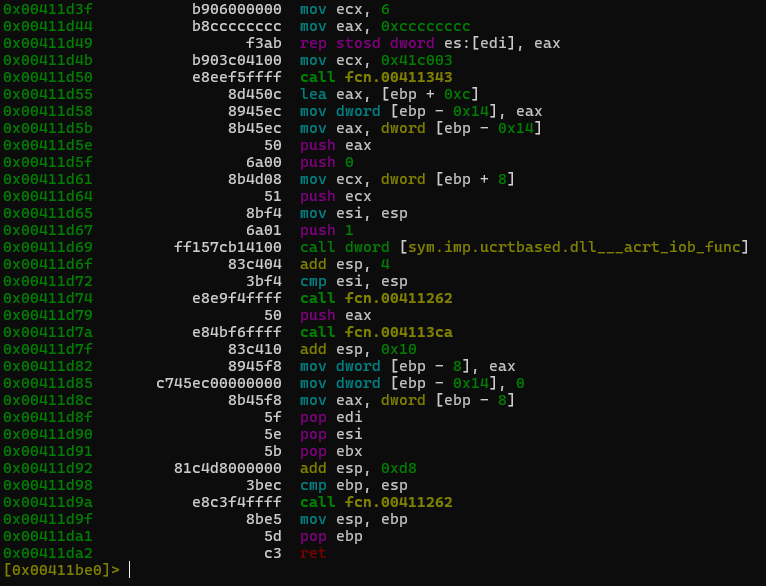 0x00411d3f b906000000 mov ecx, 6
0x00411d44 b8cccccccc mov eax, 0xcccccccc
0x00411d49 f3ab rep stosd dword es:[edi], eax
0x00411d4b b903c04100 mov ecx, 0x41c003
0x00411d50 e8eef5ffff call fcn.00411343
0x00411d55 8d450c lea eax, [ebp + 0xc]
0x00411d58 8945ec mov dword [ebp - 0x14], eax
0x00411d5b 8b45ec mov eax, dword [ebp - 0x14]
0x00411d5e 50 push eax
0x00411d5f 6a00 push 0
0x00411d61 8b4d08 mov ecx, dword [ebp + 8]
0x00411d64 51 push ecx
0x00411d65 8bf4 mov esi, esp
0x00411d67 6a01 push 1
0x00411d69 ff157cb14100 call dword [sym.imp.ucrtbased.dll___acrt_iob_func]
0x00411d6f 83c404 add esp, 4
0x00411d72 3bf4 cmp esi, esp
0x00411d74 e8e9f4ffff call fcn.00411262
0x00411d79 50 push eax
0x00411d7a e84bf6ffff call fcn.004113ca
0x00411d7f 83c410 add esp, 0x10
0x00411d82 8945f8 mov dword [ebp - 8], eax
0x00411d85 c745ec00000000 mov dword [ebp - 0x14], 0
0x00411d8c 8b45f8 mov eax, dword [ebp - 8]
0x00411d8f 5f pop edi
0x00411d90 5e pop esi
0x00411d91 5b pop ebx
0x00411d92 81c4d8000000 add esp, 0xd8
0x00411d98 3bec cmp ebp, esp
0x00411d9a e8c3f4ffff call fcn.00411262
0x00411d9f 8be5 mov esp, ebp
0x00411da1 5d pop ebp
0x00411da2 c3 ret
[0x00411be0]>